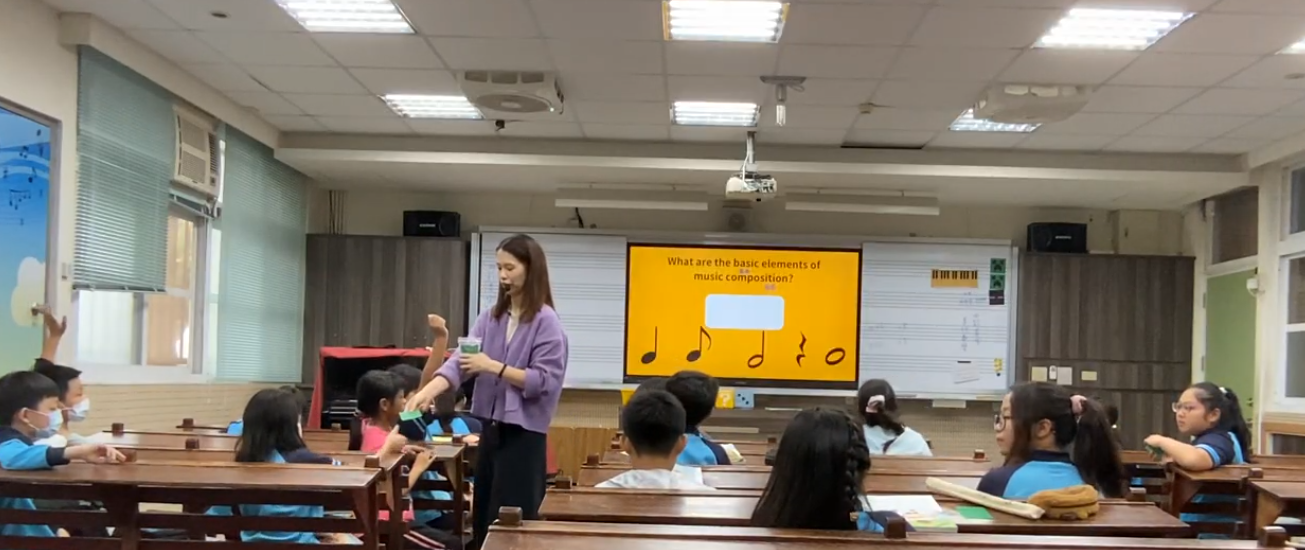 What are the basic elements of
music composition?